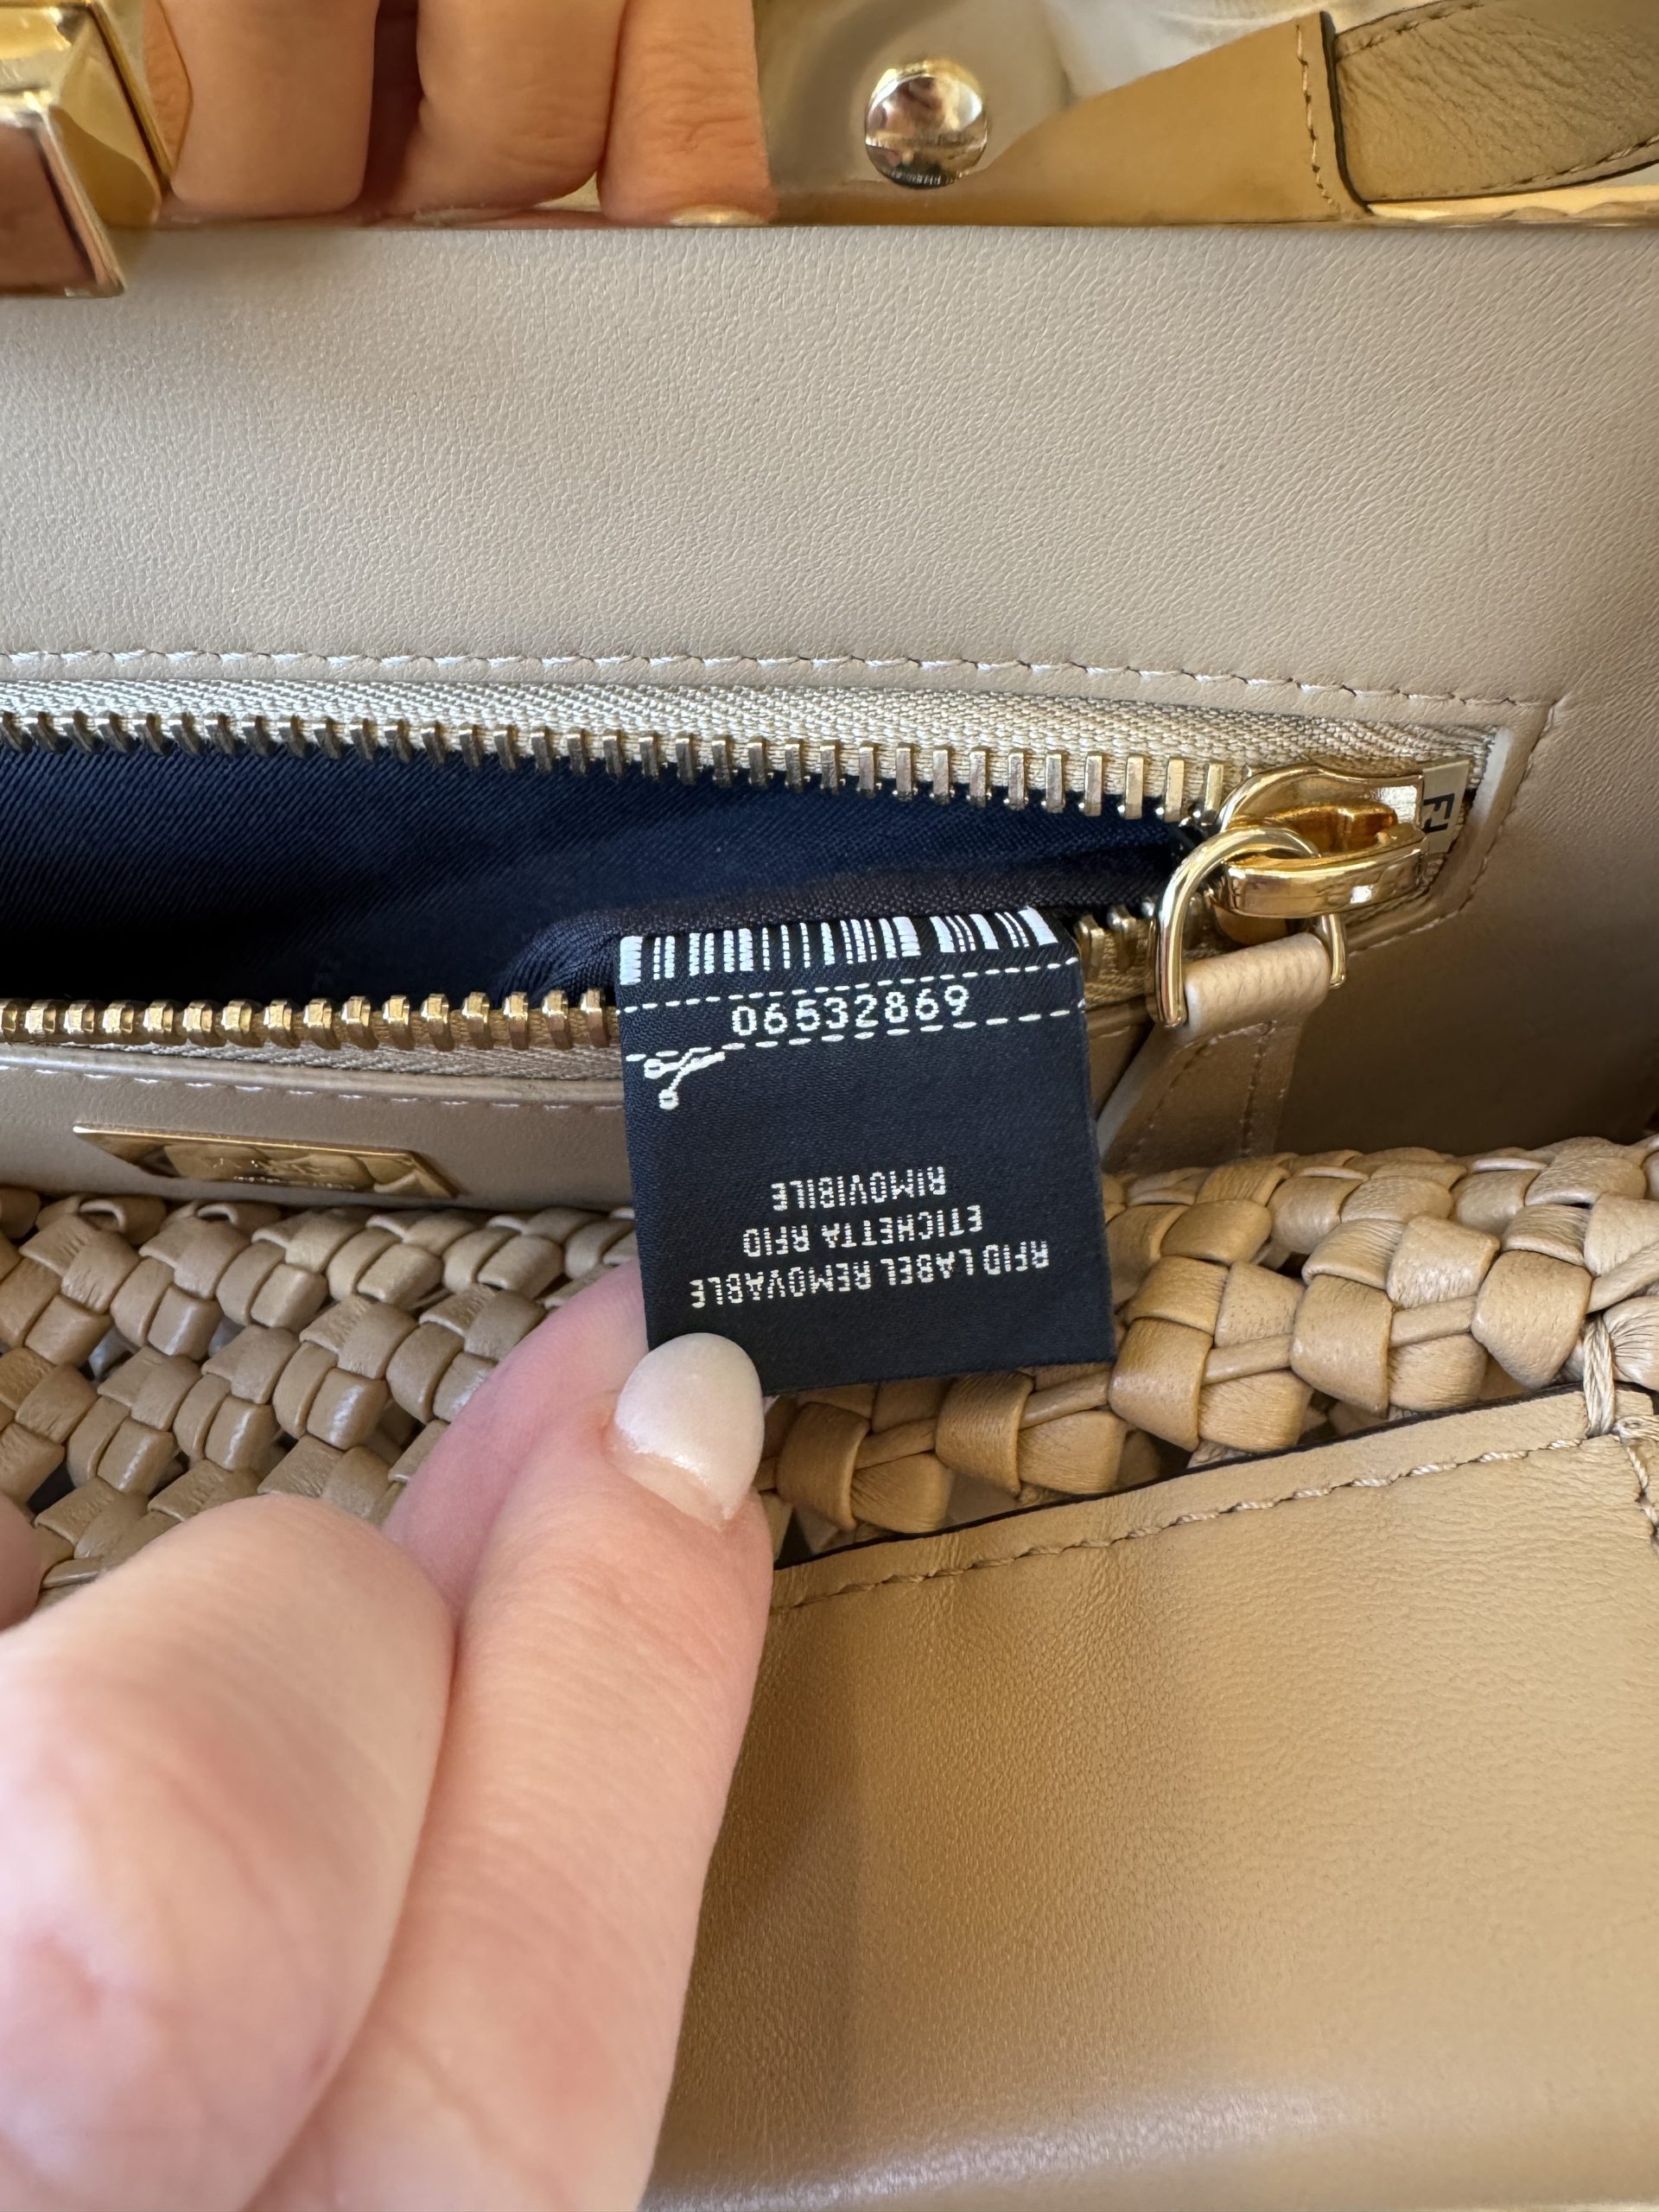 06532869
RFID LABEL REMOVABLE
ETICHETTA RFID
RIMOVIBILE